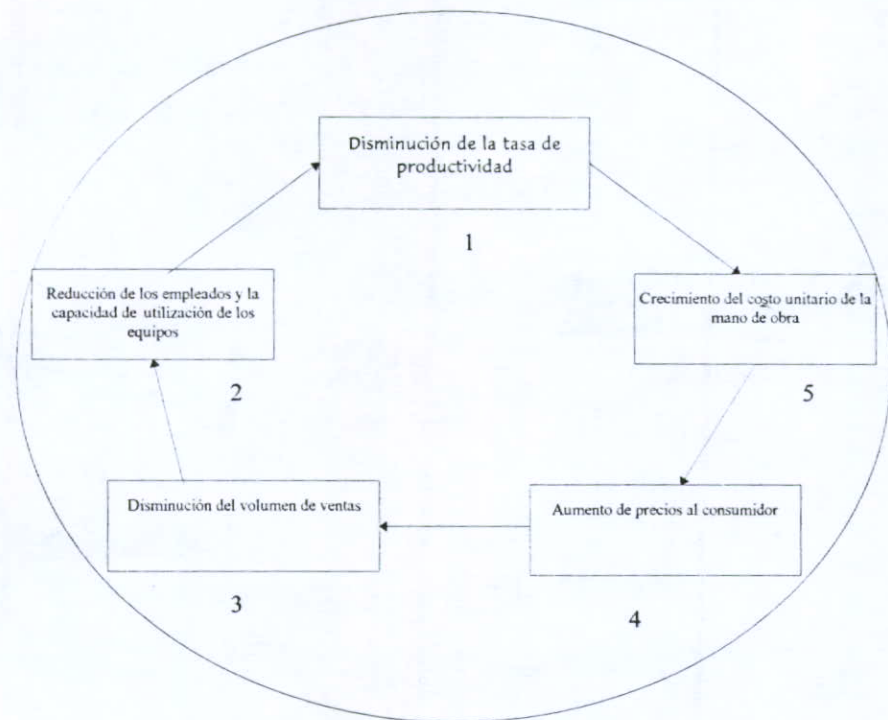 Disminución de la tasa de
productividad
1
Reducción de los empleados y la
capacidad de utilización de los
equipos
2
Crecimiento del costo unitario de la
mano de obra
5
Disminución del volumen de ventas
3
Aumento de precios al consumidor
4